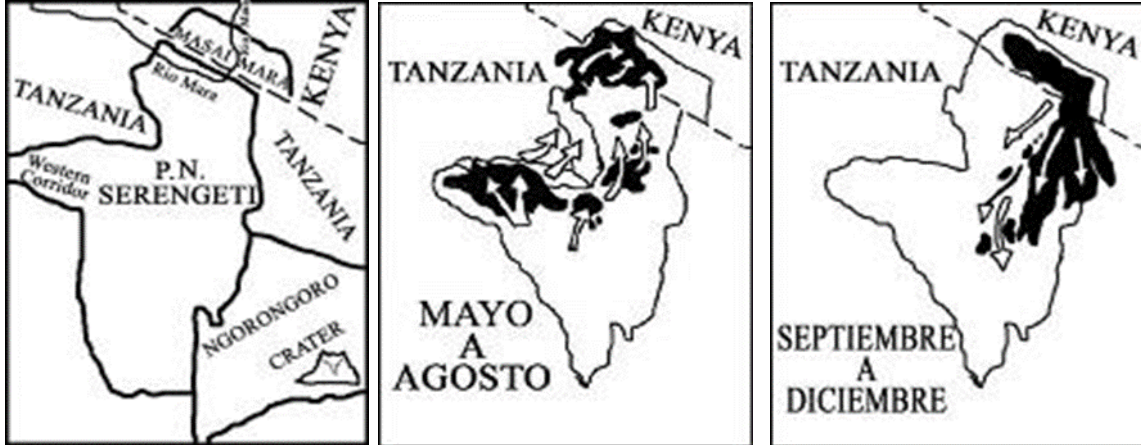 MASAI MARA
KENYA
Rio Mara
TANZANIA
TANZANIA
Western
Corridor
P.N.
SERENGETI
NGORONGORO
CRATER
KENYA
TANZANIA
MAYO
A
AGOSTO
KENYA
TANZANIA
SEPTIEMBRE
A
DICIEMBRE